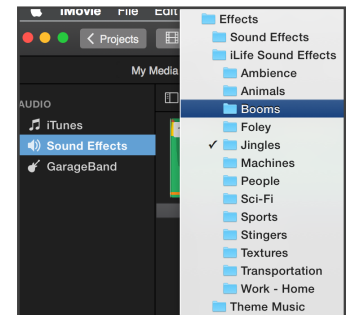 iMovie File Edit
Projects
My Media
AUDIO
iTunes
Sound Effects
GarageBand
Effects
Sound Effects
iLife Sound Effects
Ambience
Animals
Booms
Foley
✓ Jingles
Machines
People
Sci-Fi
Sports
Stingers
Textures
Transportation
Work - Home
Theme Music